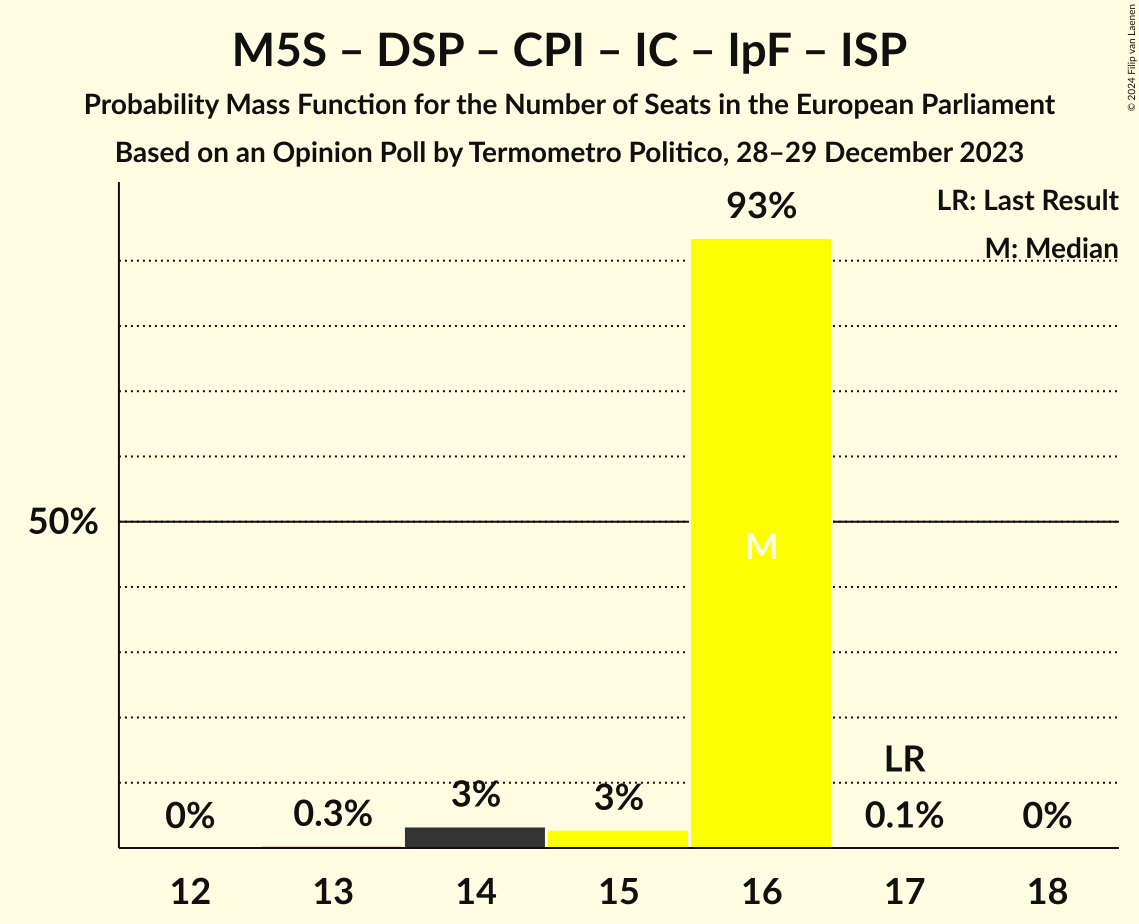 M5S – DSP – CPI – IC – IpF – ISP
Probability Mass Function for the Number of Seats in the European Parliament
Based on an Opinion Poll by Termometro Politico, 28–29 December 2023
© 2024 Filip van Laenen
LR: Last Result
M: Median
93%
50%
M
LR
0%
0.3%
3%
3%
0.1%
0%
12 13 14 15 16 17 18